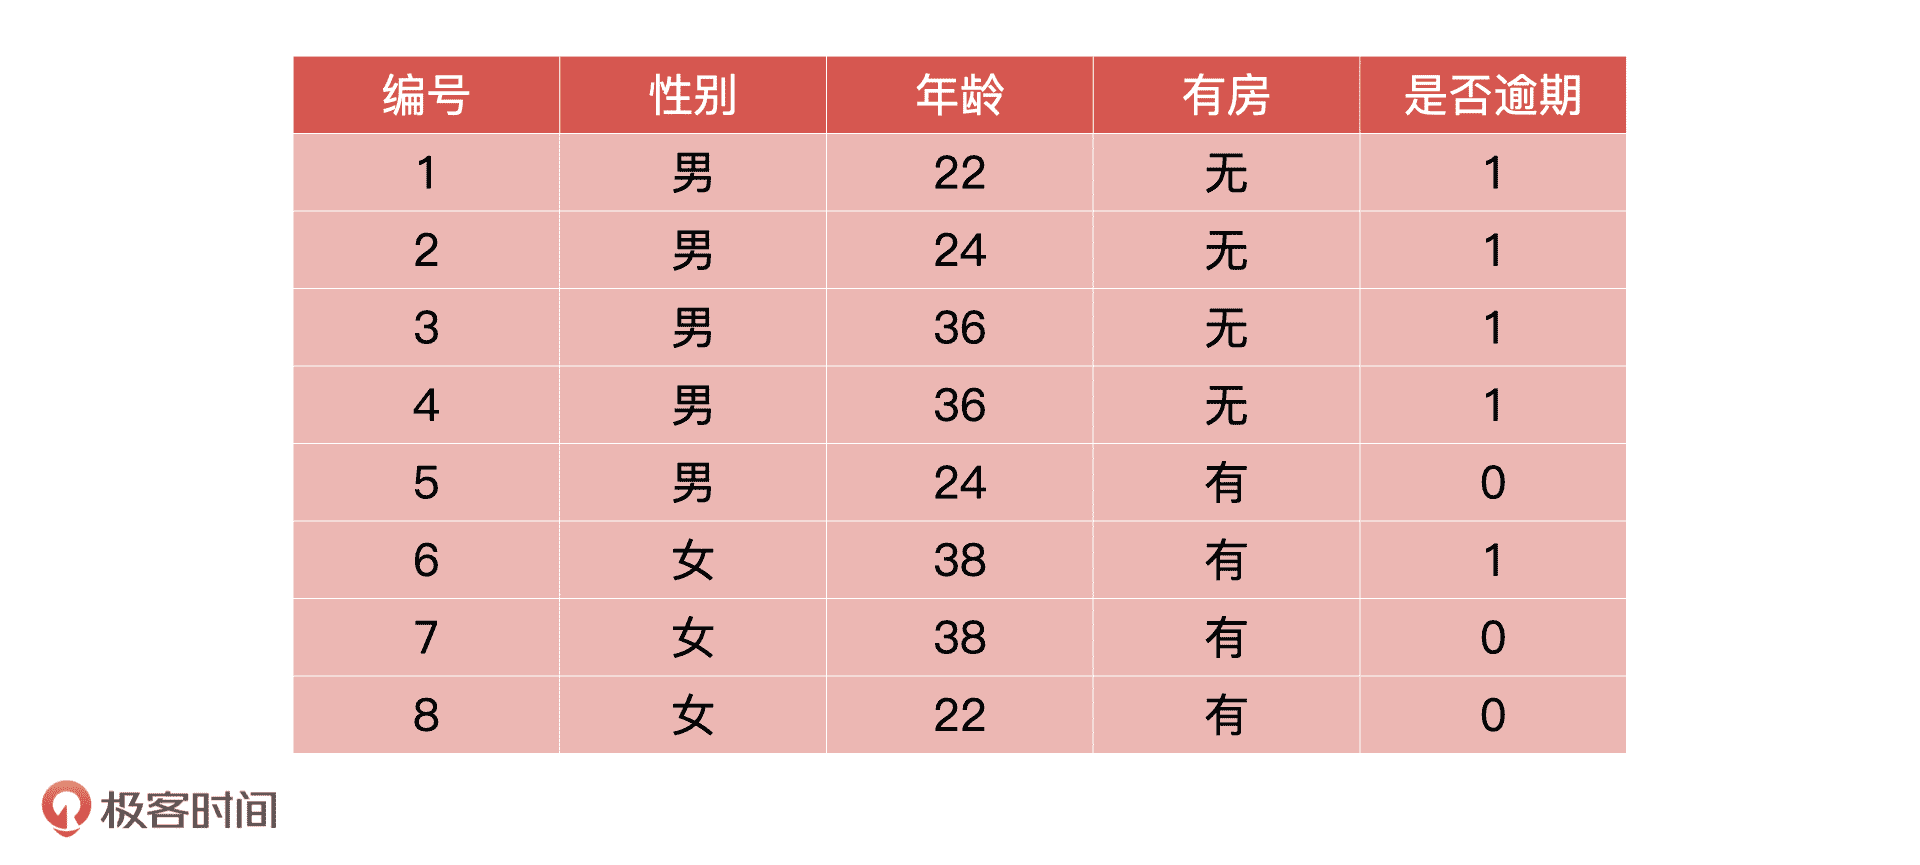 编号 性别 年龄 有房 是否逾期
1 男 22 无 1
2 男 24 无 1
3 男 36 无 1
4 男 36 无 1
5 男 24 有 0
6 女 38 有 1
7 女 38 有 0
8 女 22 有 0
极客时间